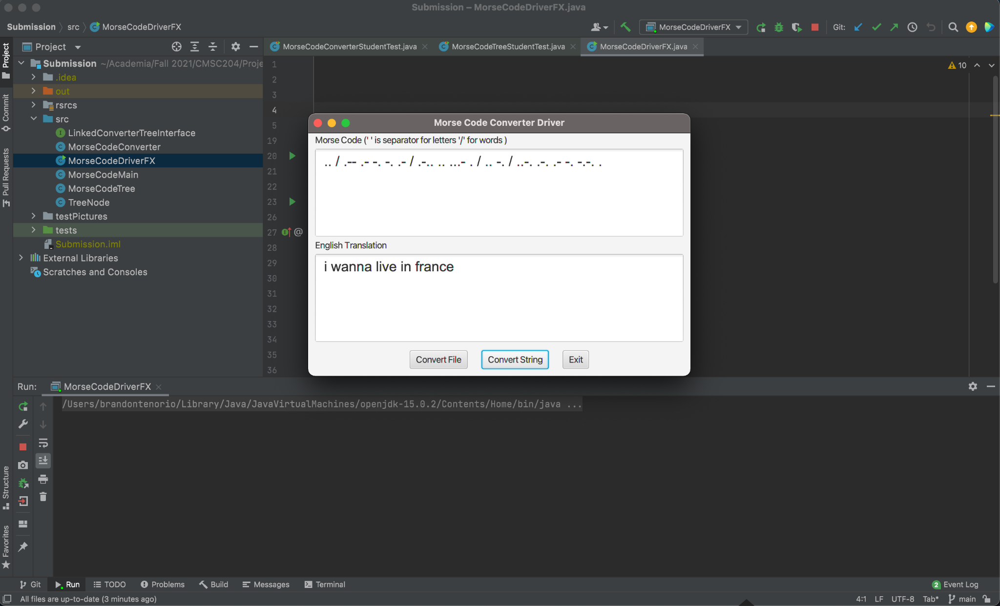 Submission – MorseCodeDriverFX.java
Submission src MorseCodeDriverFX
MorseCodeDriverFX Git:
Project
MorseCodeConverterStudentTest.java MorseCodeTreeStudentTest.java MorseCodeDriverFX.java
Submission ~/Academia/Fall 2021/CMSC204/Proje
.idea
out
rsrcs
src
LinkedConverterTreeInterface
MorseCodeConverter
MorseCodeDriverFX
MorseCodeMain
MorseCodeTree
TreeNode
testPictures
tests
Submission.iml
External Libraries
Scratches and Consoles
Project
Commit
Pull Requests
Structure
Favorites
1
2
3
4
5
19
20
21
22
23
26
27 @
28
29
30
31
32
33
34
35
36
10
Morse Code Converter Driver
Morse Code (' ' is separator for letters '/' for words )
.. / .-- .- -. -. .- / .-.. .. ...- . / .. -. / ..-. .-. .- -. -.-. .
English Translation
i wanna live in france
Convert File Convert String Exit
Run: MorseCodeDriverFX
/Users/brandontenorio/Library/Java/JavaVirtualMachines/openjdk-15.0.2/Contents/Home/bin/java ...
Git Run TODO Problems Build Messages Terminal 2 Event Log
All files are up-to-date (3 minutes ago) 4:1 LF UTF-8 Tab* main